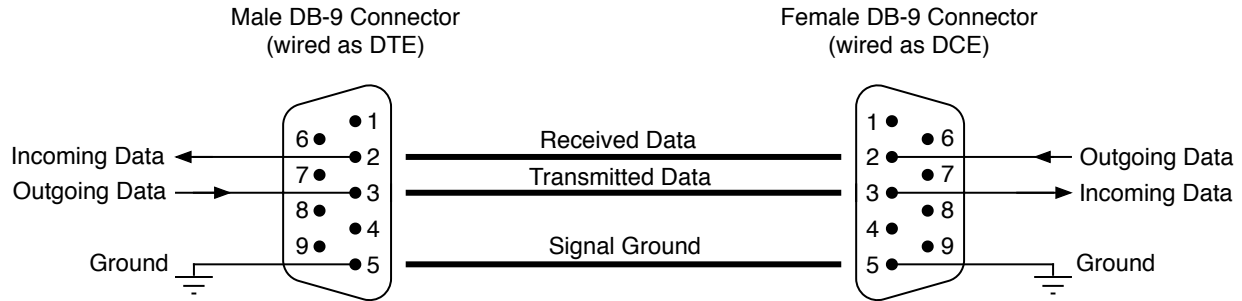 Male DB-9 Connector
(wired as DTE)
Female DB-9 Connector
(wired as DCE)
1
6
2
7
3
8
4
9
5
Incoming Data
Outgoing Data
Ground
Received Data
Transmitted Data
Signal Ground
1
6
2
7
3
8
4
9
5
Outgoing Data
Incoming Data
Ground